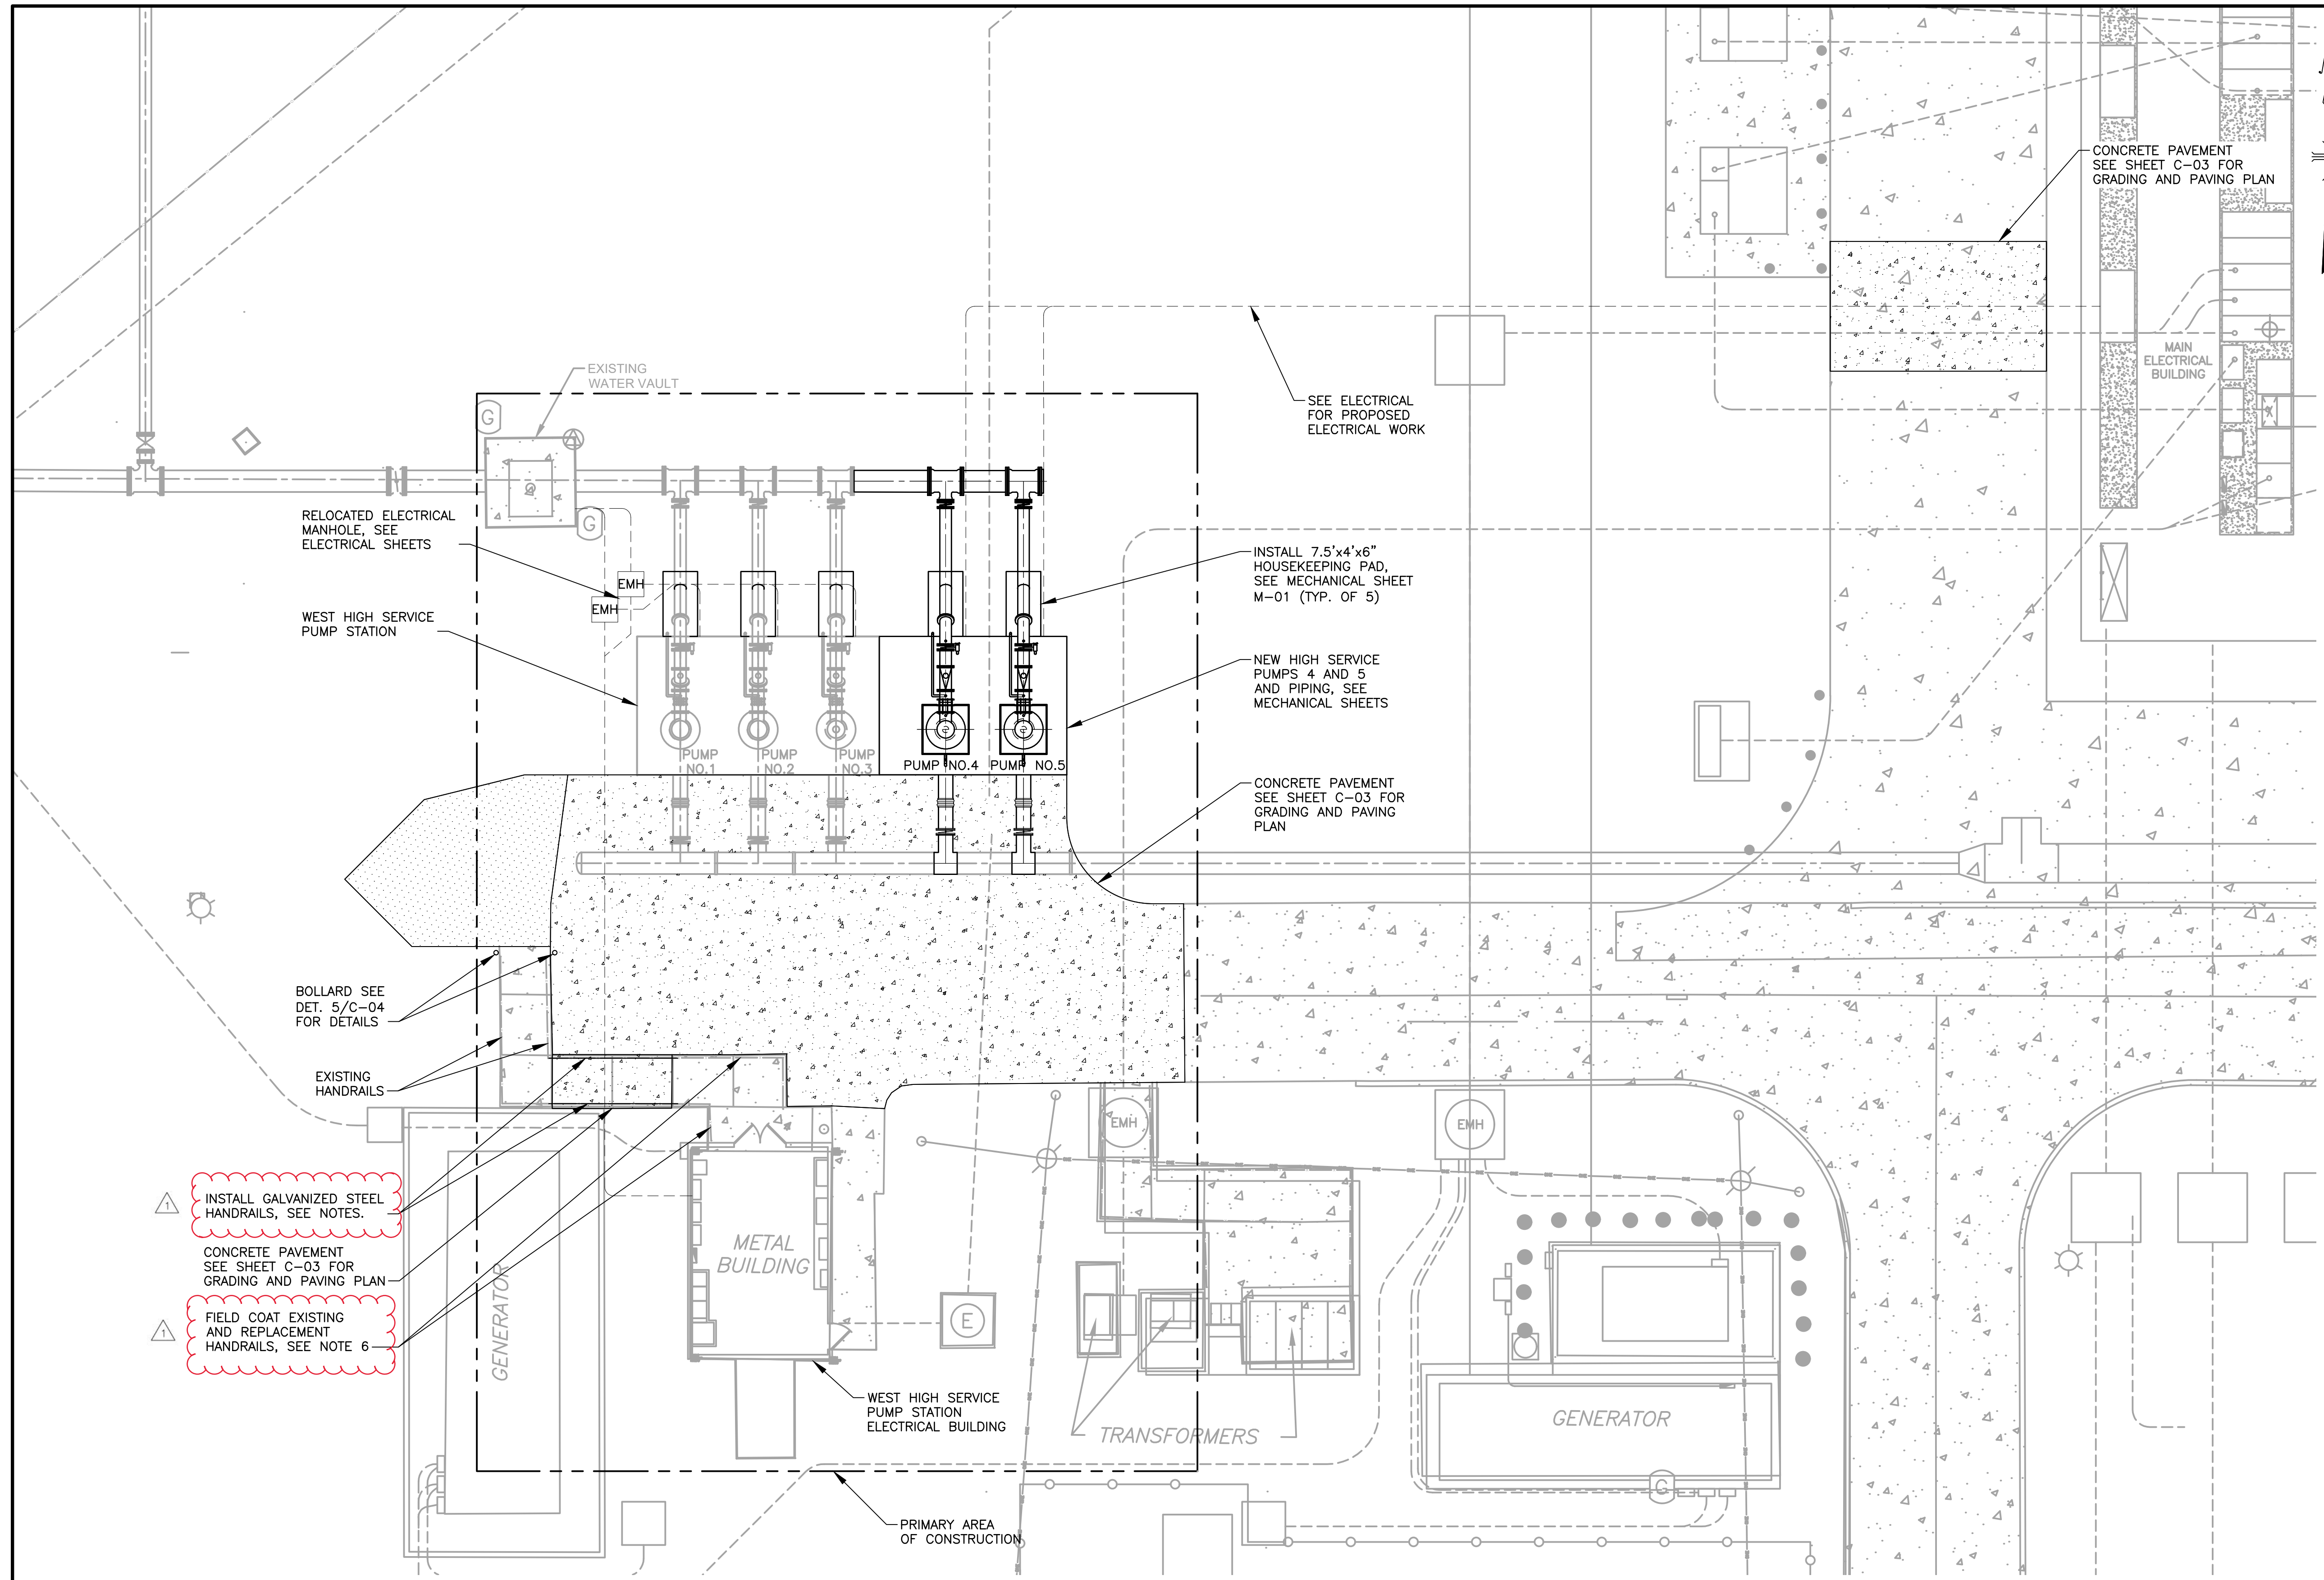 CONCRETE PAVEMENT
SEE SHEET C-03 FOR
GRADING AND PAVING PLAN
MAIN
ELECTRICAL
BUILDING
EXISTING
WATER VAULT
SEE ELECTRICAL
FOR PROPOSED
ELECTRICAL WORK
G
G
RELOCATED ELECTRICAL
MANHOLE, SEE
ELECTRICAL SHEETS
EMH
EMH
INSTALL 7.5'x4'x6"
HOUSEKEEPING PAD,
SEE MECHANICAL SHEET
M-01 (TYP. OF 5)
WEST HIGH SERVICE
PUMP STATION
NEW HIGH SERVICE
PUMPS 4 AND 5
AND PIPING, SEE
MECHANICAL SHEETS
PUMP
NO.1
PUMP
NO.2
PUMP
NO.3
PUMP NO.4
PUMP NO.5
CONCRETE PAVEMENT
SEE SHEET C-03 FOR
GRADING AND PAVING
PLAN
BOLLARD SEE
DET. 5/C-04
FOR DETAILS
EXISTING
HANDRAILS
EMH
EMH
1
INSTALL GALVANIZED STEEL
HANDRAILS, SEE NOTES.
CONCRETE PAVEMENT
SEE SHEET C-03 FOR
GRADING AND PAVING PLAN
1
FIELD COAT EXISTING
AND REPLACEMENT
HANDRAILS, SEE NOTE 6
GENERATOR
METAL
BUILDING
E
WEST HIGH SERVICE
PUMP STATION
ELECTRICAL BUILDING
TRANSFORMERS
GENERATOR
G
PRIMARY AREA
OF CONSTRUCTION